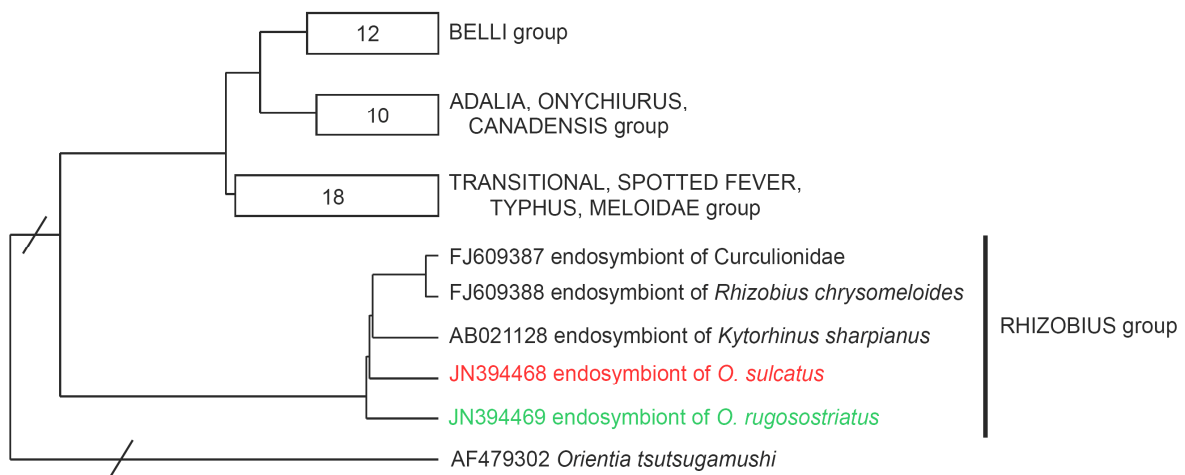 12
BELLI group
10
ADALIA, ONYCHIURUS,
CANADENSIS group
18
TRANSITIONAL, SPOTTED FEVER,
TYPHUS, MELOIDAE group
FJ609387 endosymbiont of Curculionidae
FJ609388 endosymbiont of Rhizobius chrysomeloides
AB021128 endosymbiont of Kytorhinus sharpianus
RHIZOBIUS group
JN394468 endosymbiont of O. sulcatus
JN394469 endosymbiont of O. rugosostriatus
AF479302 Orientia tsutsugamushi